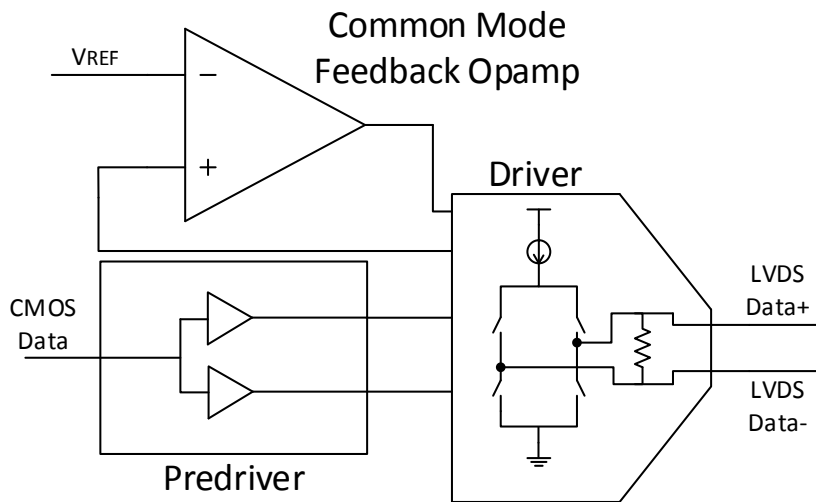 Common Mode
Feedback Opamp
VREF
−
+
Driver
CMOS
Data
LVDS
Data+
LVDS
Data-
Predriver